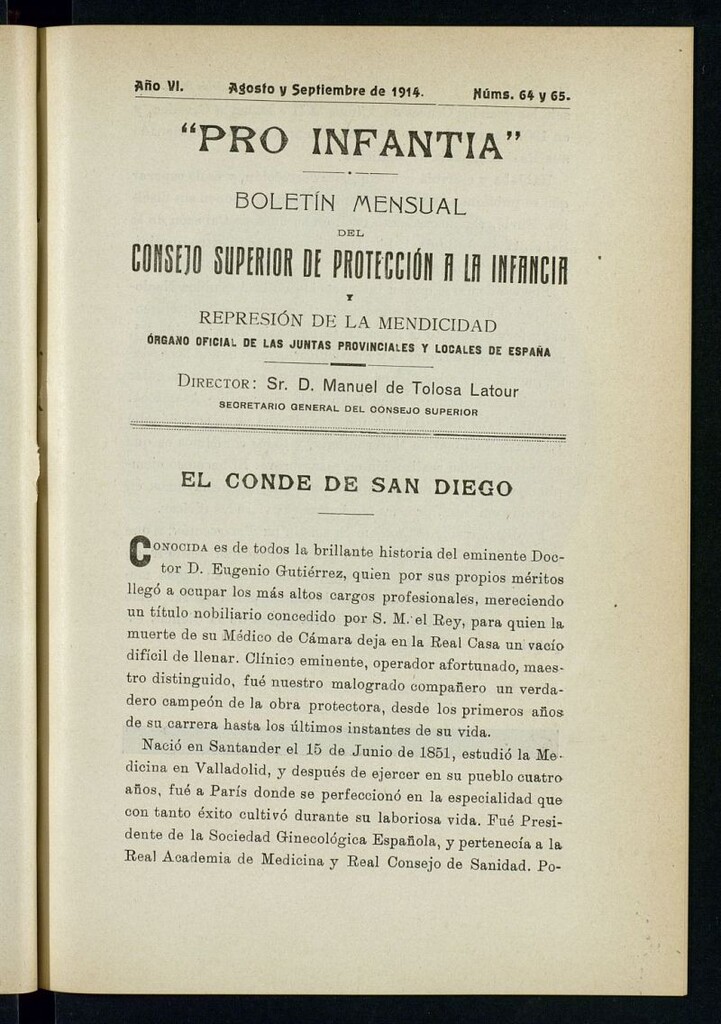 Año VI. Agosto y Septiembre de 1914. Núms. 64 y 65.
"PRO INFANTIA"
BOLETÍN MENSUAL
DEL
CONSEJO SUPERIOR DE PROTECCIÓN A LA INFANCIA
Y
REPRESIÓN DE LA MENDICIDAD
ÓRGANO OFICIAL DE LAS JUNTAS PROVINCIALES Y LOCALES DE ESPAÑA
DIRECTOR: Sr. D. Manuel de Tolosa Latour
SECRETARIO GENERAL DEL CONSEJO SUPERIOR
EL CONDE DE SAN DIEGO
CONOCIDA es de todos la brillante historia del eminente Doc-
tor D. Eugenio Gutiérrez, quien por sus propios méritos
llegó a ocupar los más altos cargos profesionales, mereciendo
un título nobiliario concedido por S. M. el Rey, para quien la
muerte de su Médico de Cámara deja en la Real Casa un vacío
difícil de llenar. Clínico eminente, operador afortunado, maes-
tro distinguido, fué nuestro malogrado compañero un verda-
dero campeón de la obra protectora, desde los primeros años
de su carrera hasta los últimos instantes de su vida.
Nació en Santander el 15 de Junio de 1851, estudió la Me-
dicina en Valladolid, y después de ejercer en su pueblo cuatro
años, fué a París donde se perfeccionó en la especialidad que
con tanto éxito cultivó durante su laboriosa vida. Fué Presi-
dente de la Sociedad Ginecológica Española, y pertenecía a la
Real Academia de Medicina y Real Consejo de Sanidad. Po-